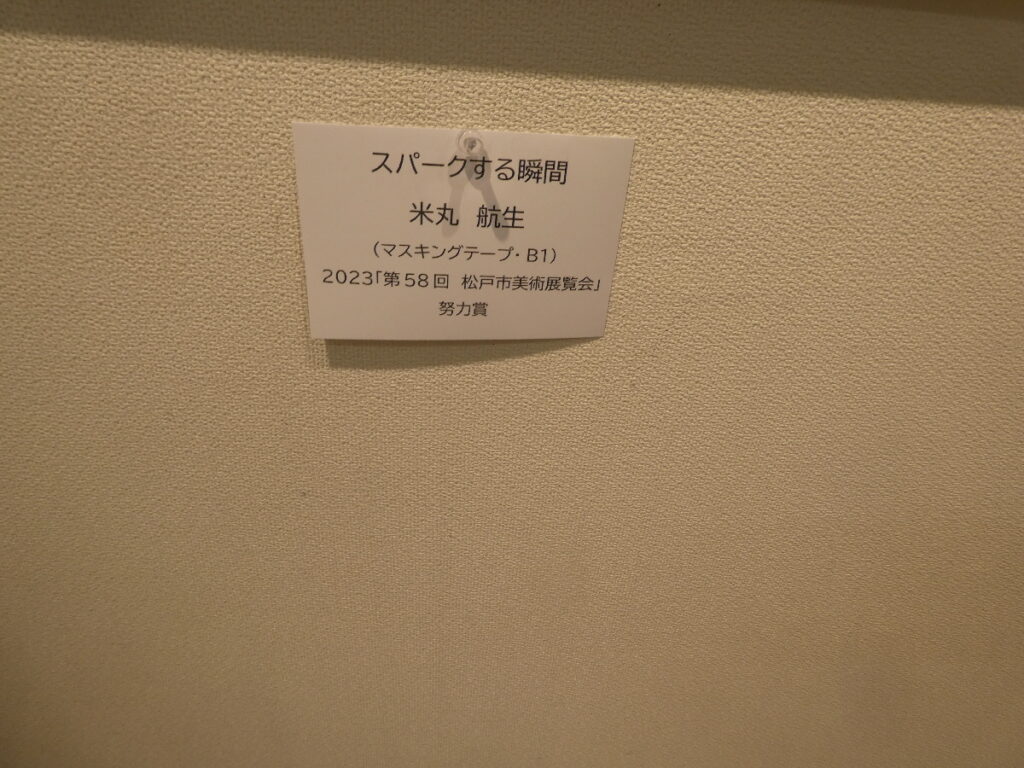 スパークする瞬間
米丸 航生
(マスキングテープ・B1)
2023「第58回 松戸市美術展覧会」
努力賞